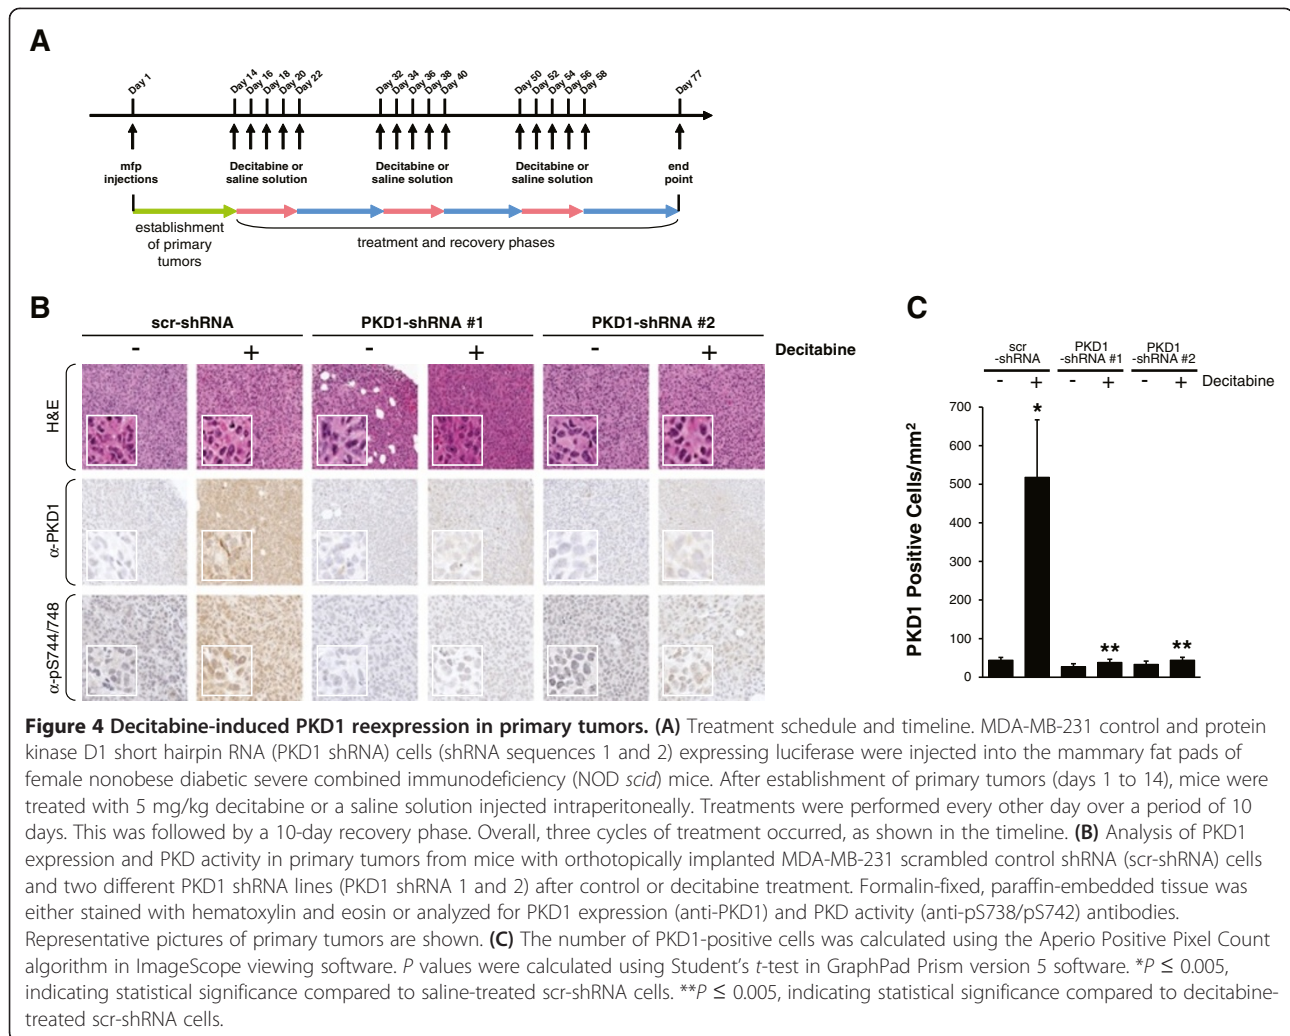 A
Day 1
Day 14
Day 16
Day 18
Day 20
Day 22
Day 32
Day 34
Day 36
Day 38
Day 40
Day 50
Day 52
Day 54
Day 56
Day 58
Day 77
mfp
injections
Decitabine or
saline solution
Decitabine or
saline solution
Decitabine or
saline solution
end
point
establishment
of primary
tumors
treatment and recovery phases
B
scr-shRNA PKD1-shRNA #1 PKD1-shRNA #2
- + - + - + Decitabine
H&E
α-PKD1
α-pS744/748
C
scr
-shRNA
PKD1
-shRNA #1
PKD1
-shRNA #2
- + - + - + Decitabine
PKD1 Positive Cells/mm²
700
600
500
400
300
200
100
0
*
**
**
Figure 4 Decitabine-induced PKD1 reexpression in primary tumors. (A) Treatment schedule and timeline. MDA-MB-231 control and protein
kinase D1 short hairpin RNA (PKD1 shRNA) cells (shRNA sequences 1 and 2) expressing luciferase were injected into the mammary fat pads of
female nonobese diabetic severe combined immunodeficiency (NOD scid) mice. After establishment of primary tumors (days 1 to 14), mice were
treated with 5 mg/kg decitabine or a saline solution injected intraperitoneally. Treatments were performed every other day over a period of 10
days. This was followed by a 10-day recovery phase. Overall, three cycles of treatment occurred, as shown in the timeline. (B) Analysis of PKD1
expression and PKD activity in primary tumors from mice with orthotopically implanted MDA-MB-231 scrambled control shRNA (scr-shRNA) cells
and two different PKD1 shRNA lines (PKD1 shRNA 1 and 2) after control or decitabine treatment. Formalin-fixed, paraffin-embedded tissue was
either stained with hematoxylin and eosin or analyzed for PKD1 expression (anti-PKD1) and PKD activity (anti-pS738/pS742) antibodies.
Representative pictures of primary tumors are shown. (C) The number of PKD1-positive cells was calculated using the Aperio Positive Pixel Count
algorithm in ImageScope viewing software. P values were calculated using Student's t-test in GraphPad Prism version 5 software. *P ≤ 0.005,
indicating statistical significance compared to saline-treated scr-shRNA cells. **P ≤ 0.005, indicating statistical significance compared to decitabine-
treated scr-shRNA cells.